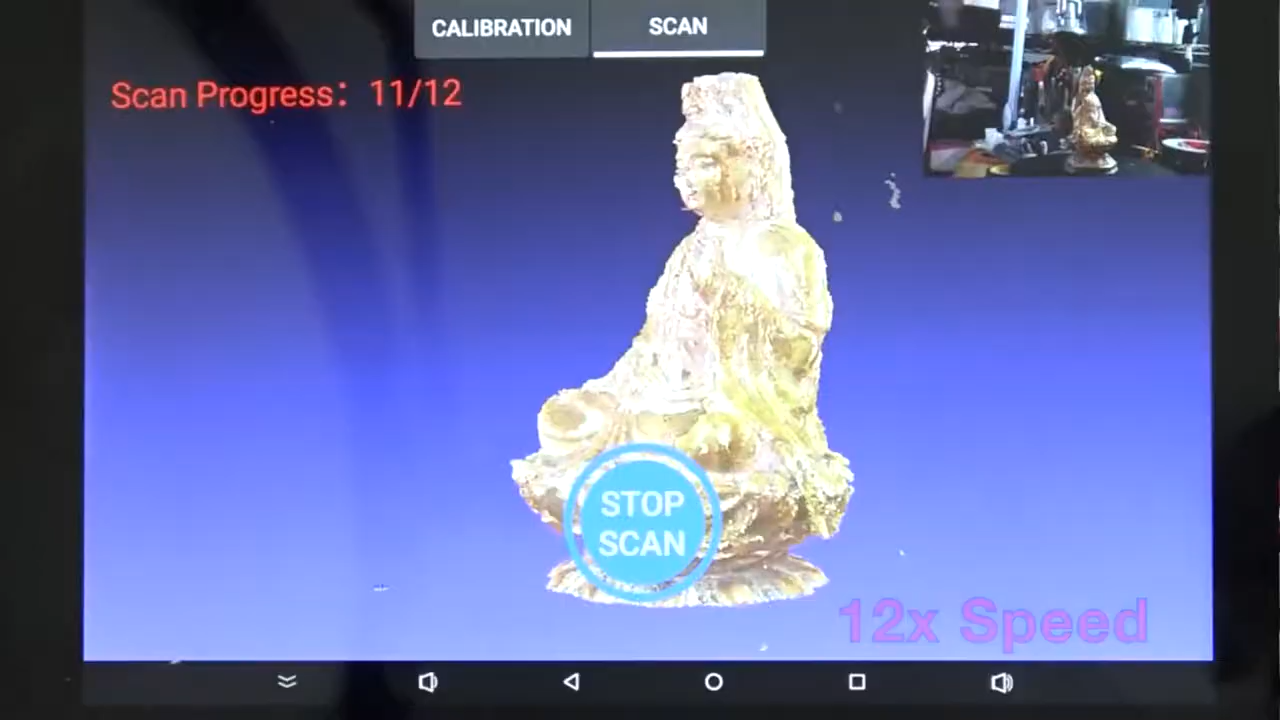 CALIBRATION
SCAN
Scan Progress: 11/12
STOP
SCAN
12x Speed